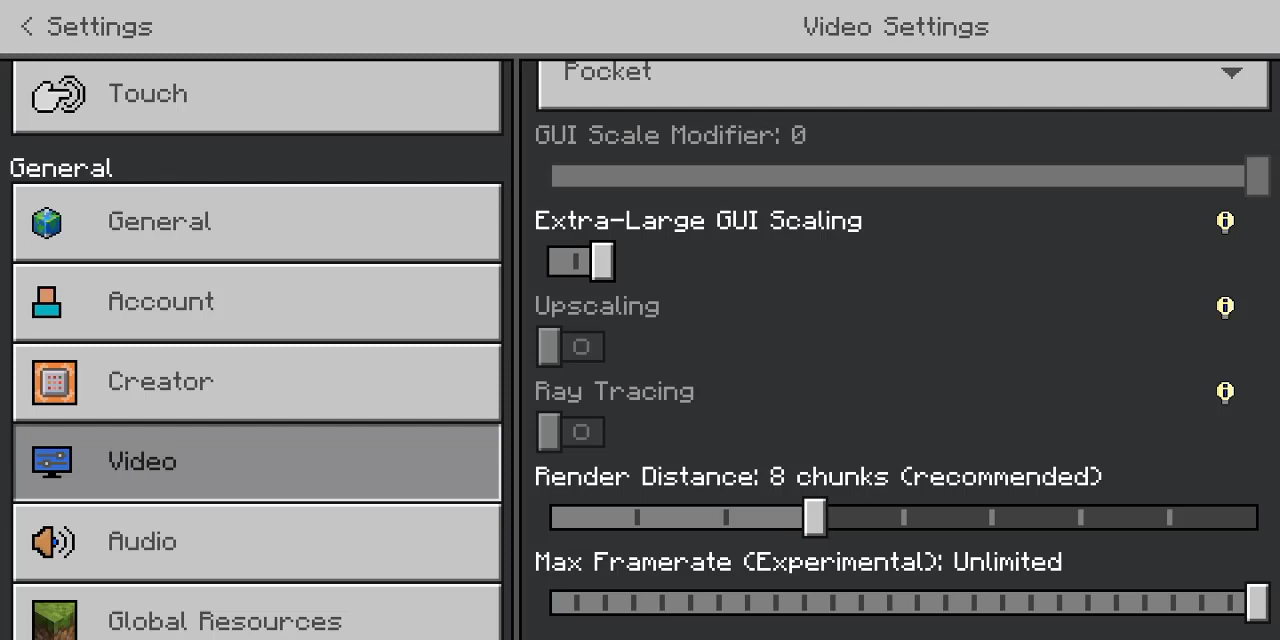 Settings
Video Settings
Touch
General
General
Account
Creator
Video
Audio
Global Resources
Pocket
GUI Scale Modifier: 0
Extra-Large GUI Scaling
Upscaling
Ray Tracing
Render Distance: 8 chunks (recommended)
Max Framerate (Experimental): Unlimited